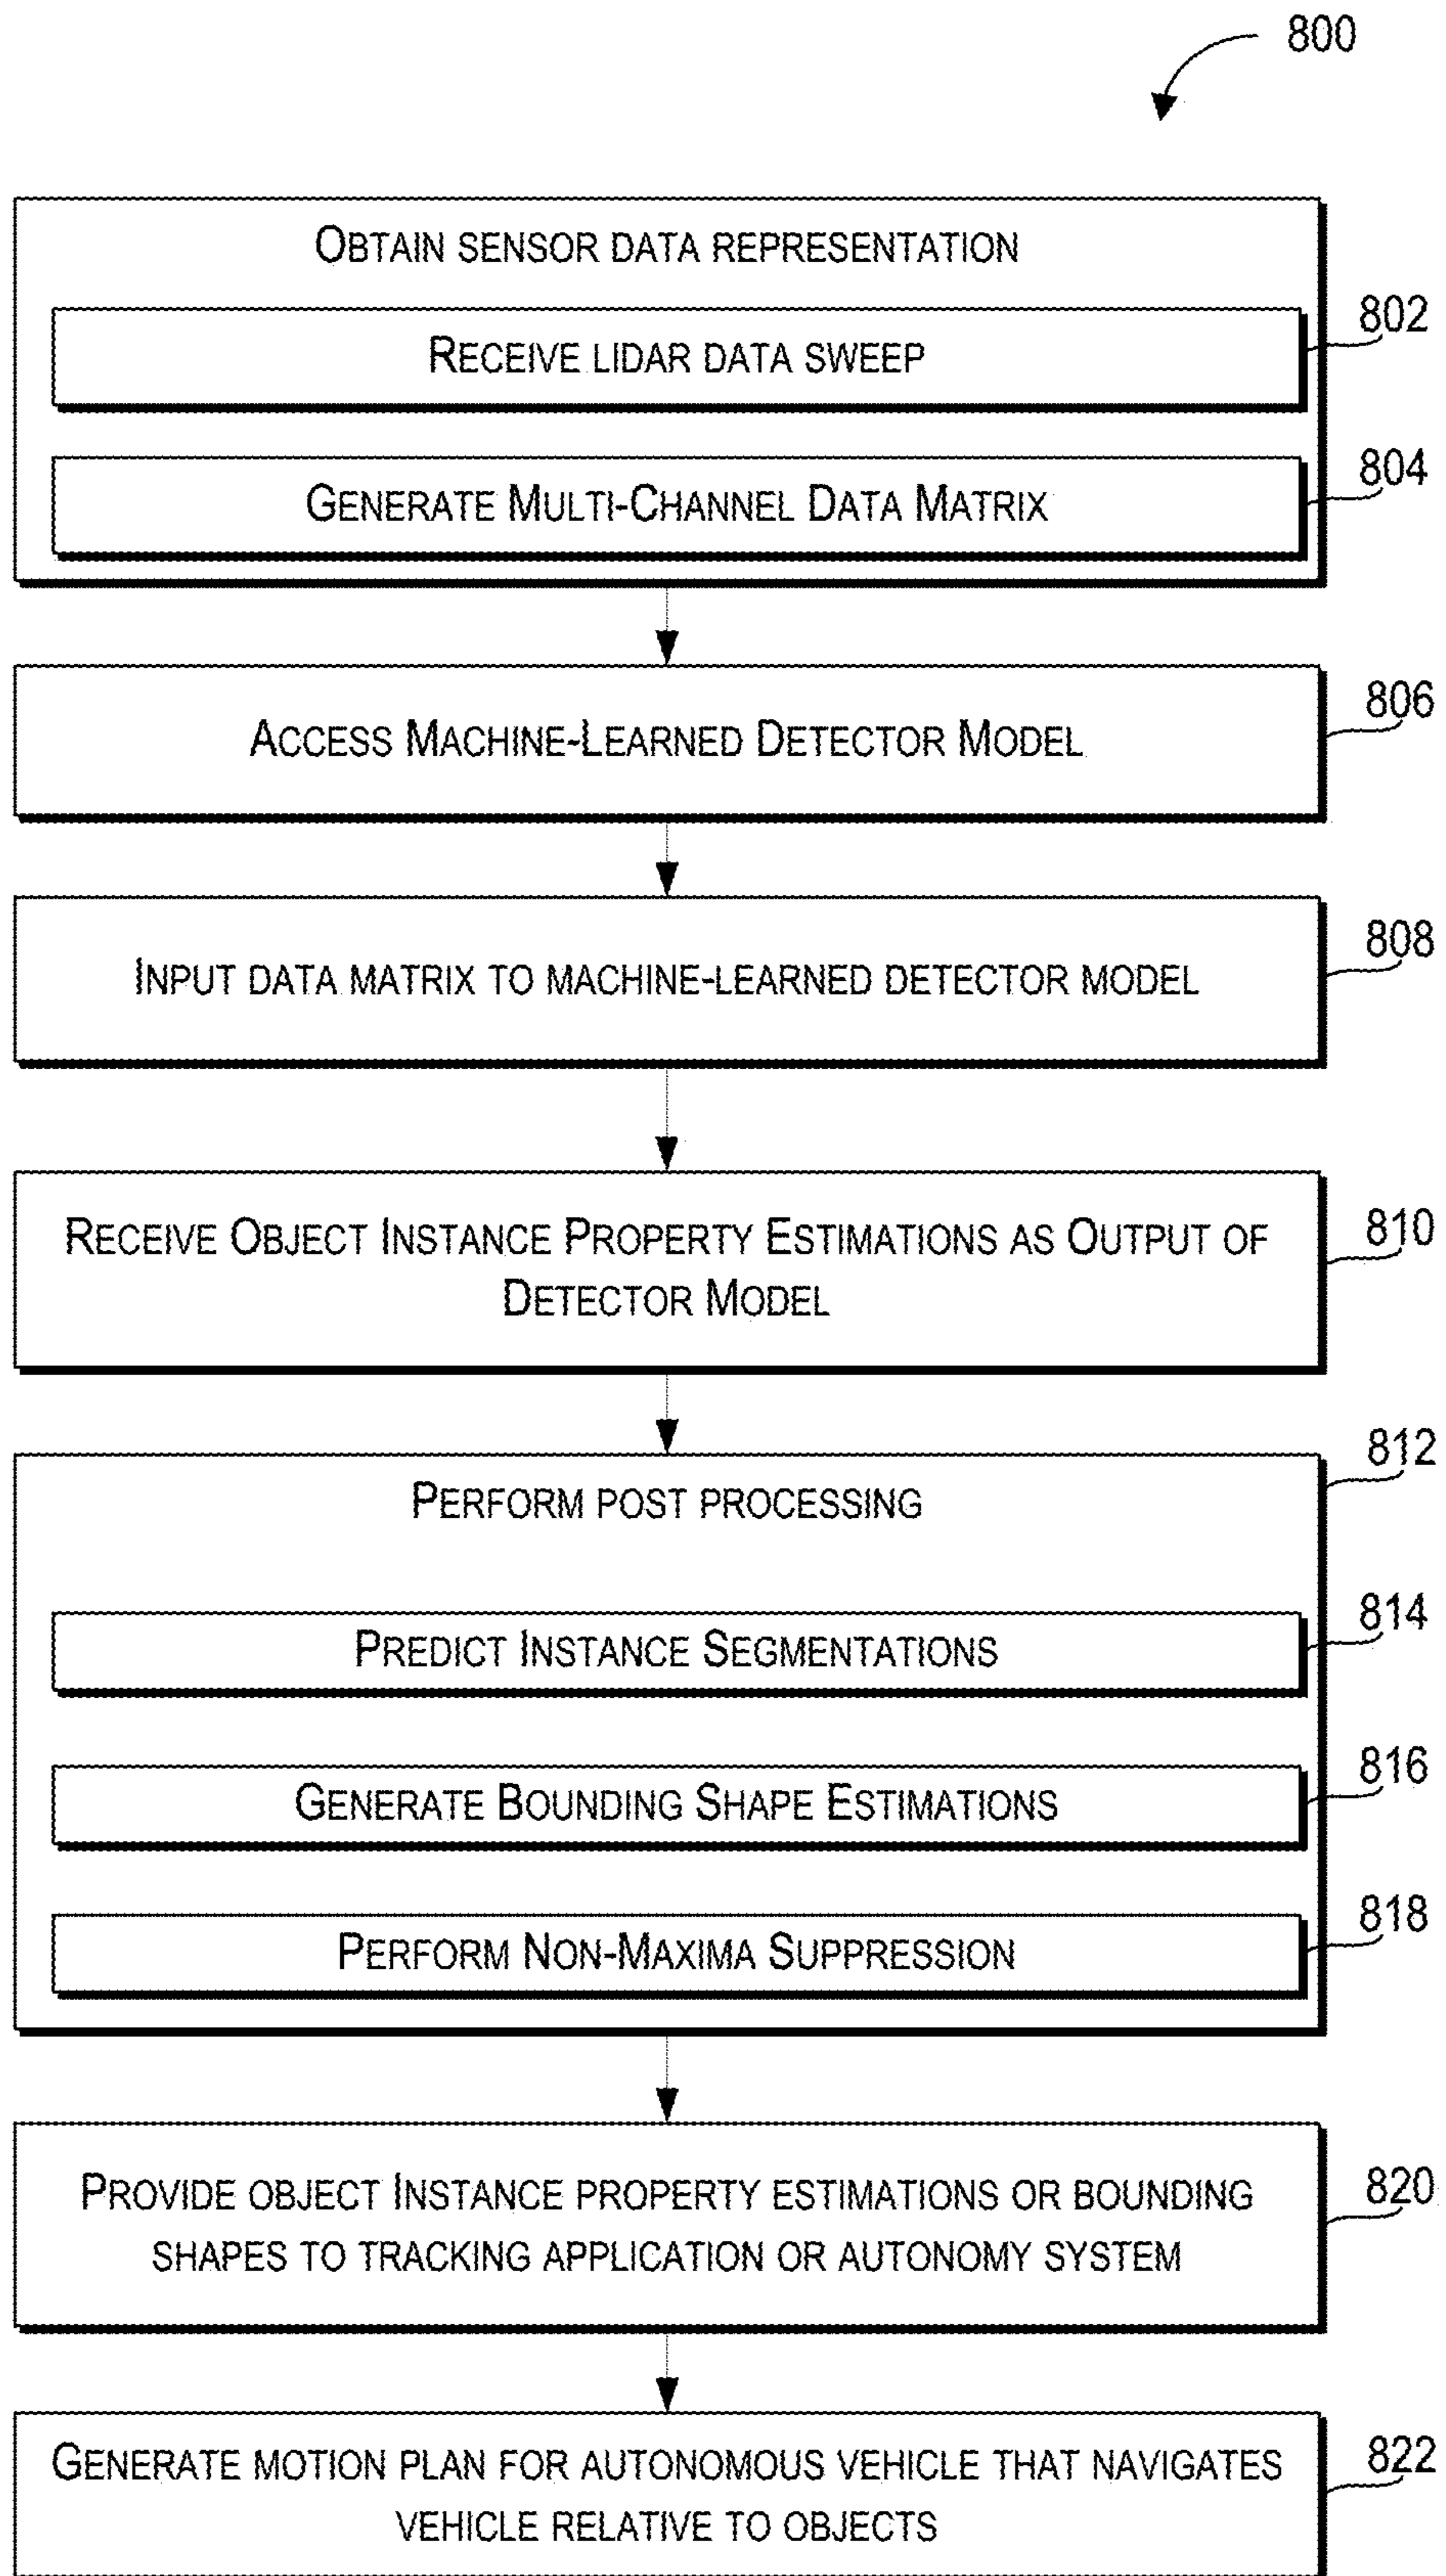 800
OBTAIN SENSOR DATA REPRESENTATION
802
RECEIVE LIDAR DATA SWEEP
804
GENERATE MULTI-CHANNEL DATA MATRIX
806
ACCESS MACHINE-LEARNED DETECTOR MODEL
808
INPUT DATA MATRIX TO MACHINE-LEARNED DETECTOR MODEL
810
RECEIVE OBJECT INSTANCE PROPERTY ESTIMATIONS AS OUTPUT OF
DETECTOR MODEL
812
PERFORM POST PROCESSING
814
PREDICT INSTANCE SEGMENTATIONS
816
GENERATE BOUNDING SHAPE ESTIMATIONS
818
PERFORM NON-MAXIMA SUPPRESSION
820
PROVIDE OBJECT INSTANCE PROPERTY ESTIMATIONS OR BOUNDING
SHAPES TO TRACKING APPLICATION OR AUTONOMY SYSTEM
822
GENERATE MOTION PLAN FOR AUTONOMOUS VEHICLE THAT NAVIGATES
VEHICLE RELATIVE TO OBJECTS